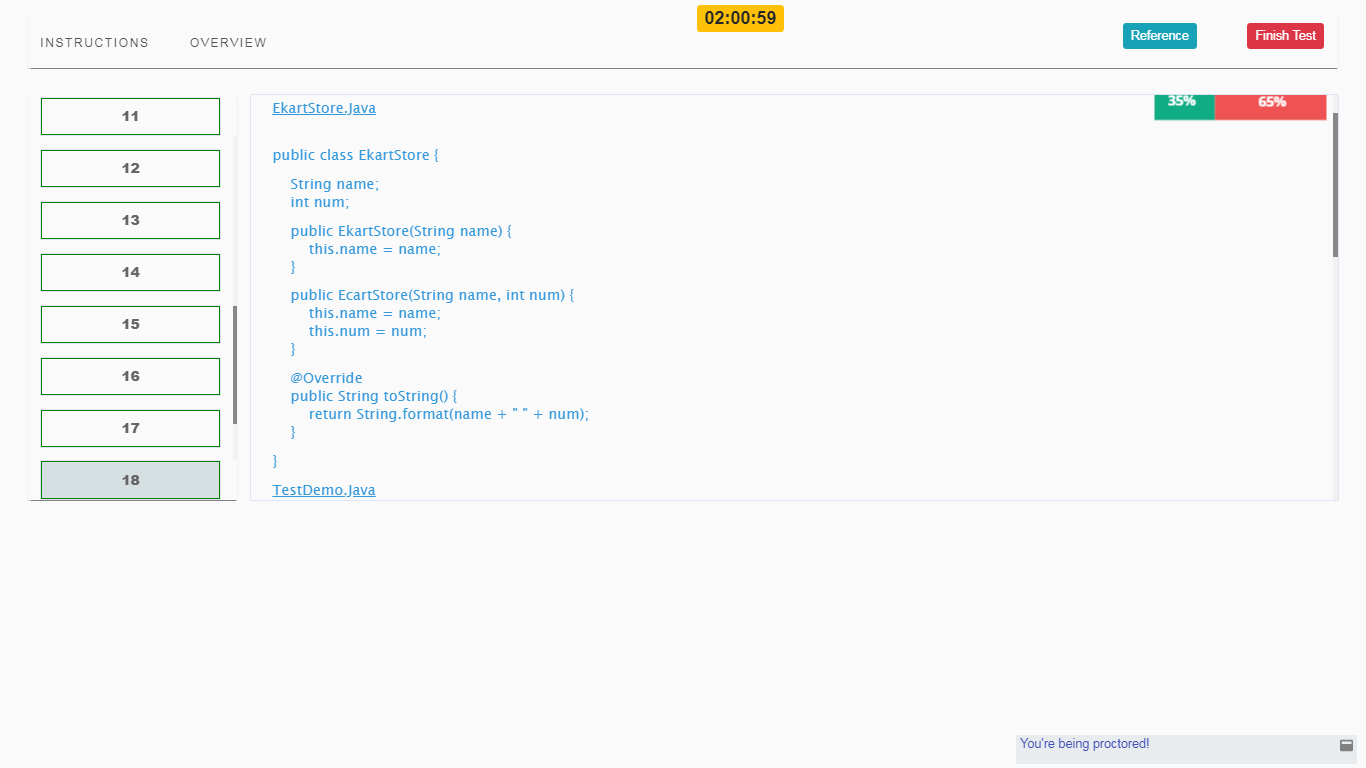 02:00:59
INSTRUCTIONS
OVERVIEW
Reference
Finish Test
11
12
13
14
15
16
17
18
35%
65%
EkartStore.Java
public class EkartStore {
String name;
int num;
public EkartStore(String name) {
this.name = name;
}
public EcartStore(String name, int num) {
this.name = name;
this.num = num;
}
@Override
public String toString() {
return String.format(name + " " + num);
}
}
TestDemo.Java
You're being proctored!